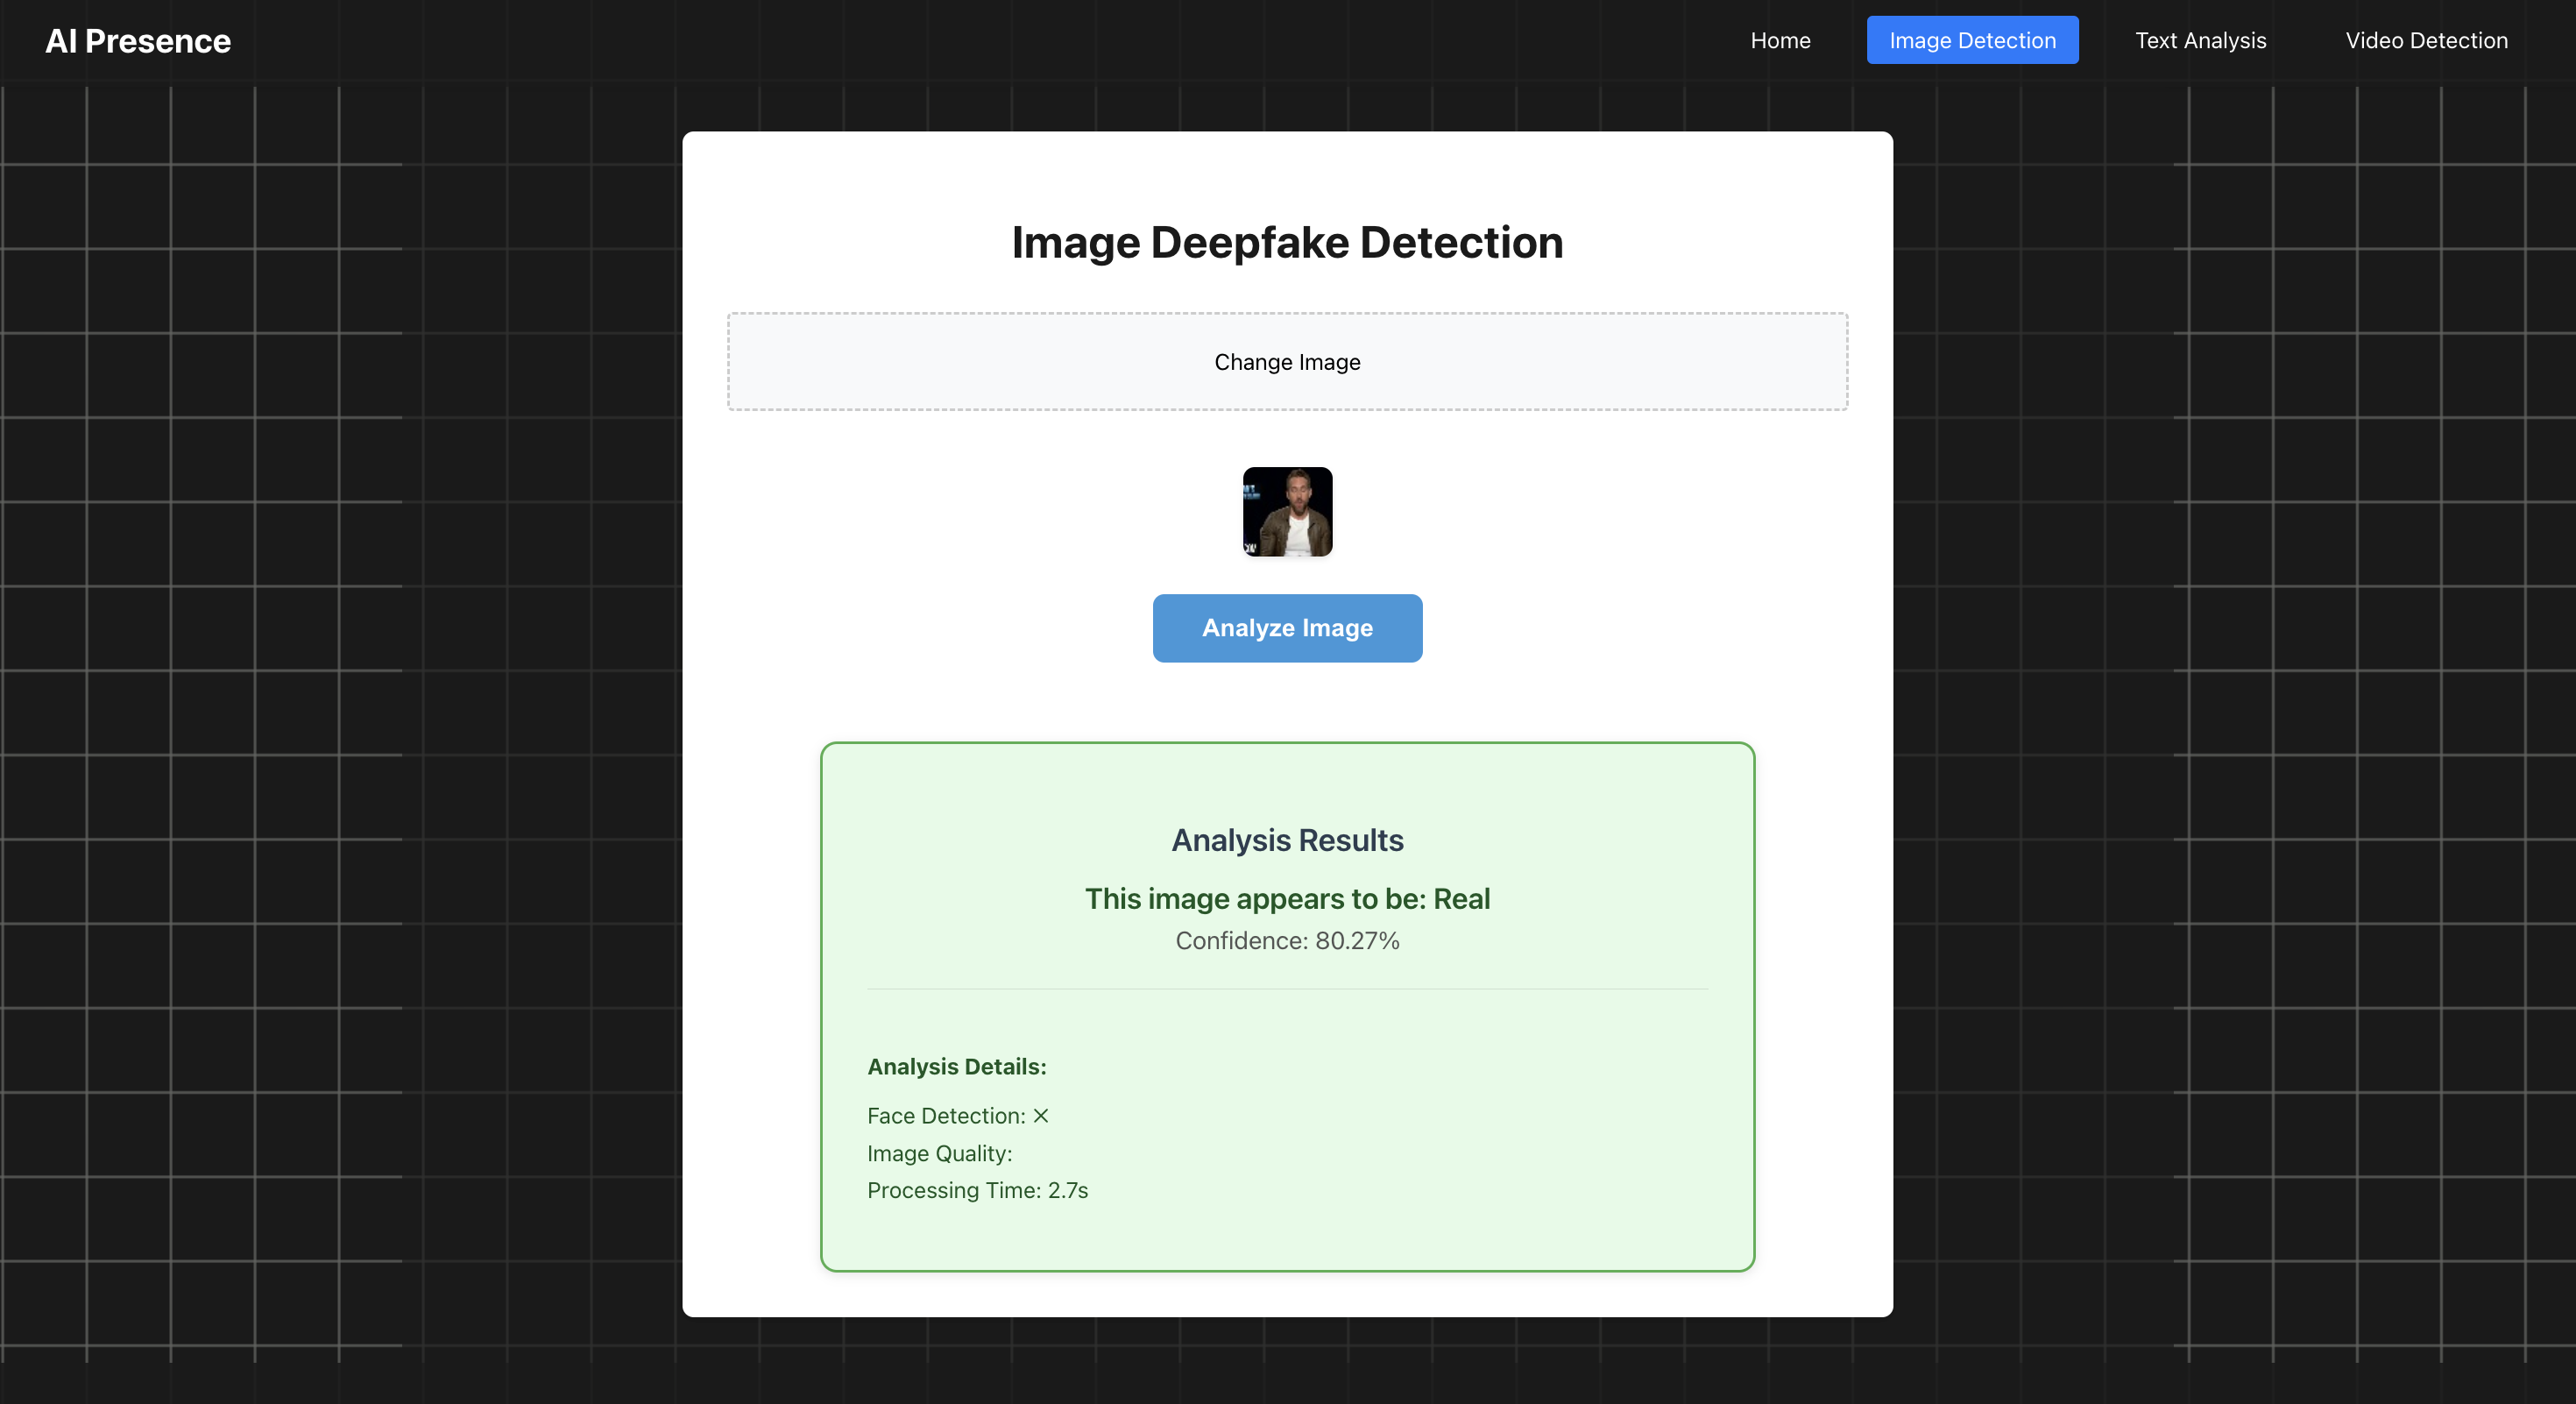 AI Presence
Home
Image Detection
Text Analysis
Video Detection
Image Deepfake Detection
Change Image
Analyze Image
Analysis Results
This image appears to be: Real
Confidence: 80.27%
Analysis Details:
Face Detection: ✕
Image Quality:
Processing Time: 2.7s